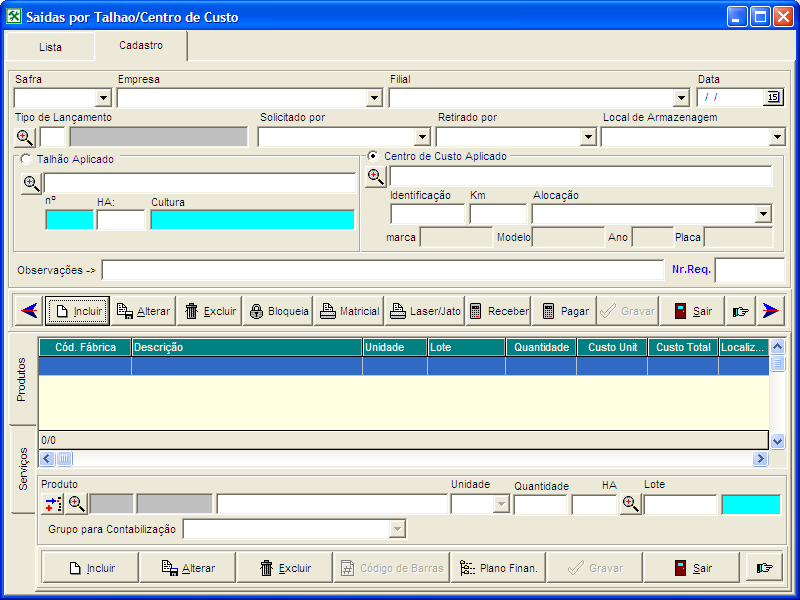 Saidas por Talhao/Centro de Custo
Lista Cadastro
Safra Empresa Filial Data
/ / 15
Tipo de Lançamento Solicitado por Retirado por Local de Armazenagem
Talhão Aplicado Centro de Custo Aplicado
nº HA: Cultura Identificação Km Alocação
marca Modelo Ano Placa
Observações -> Nr.Req.
Incluir Alterar Excluir Bloqueia Matricial Laser/Jato Receber Pagar Gravar Sair
Produtos
Serviços
Cód. Fábrica Descrição Unidade Lote Quantidade Custo Unit Custo Total Localiz...
0/0
Produto Unidade Quantidade HA Lote
Grupo para Contabilização
Incluir Alterar Excluir Código de Barras Plano Finan. Gravar Sair